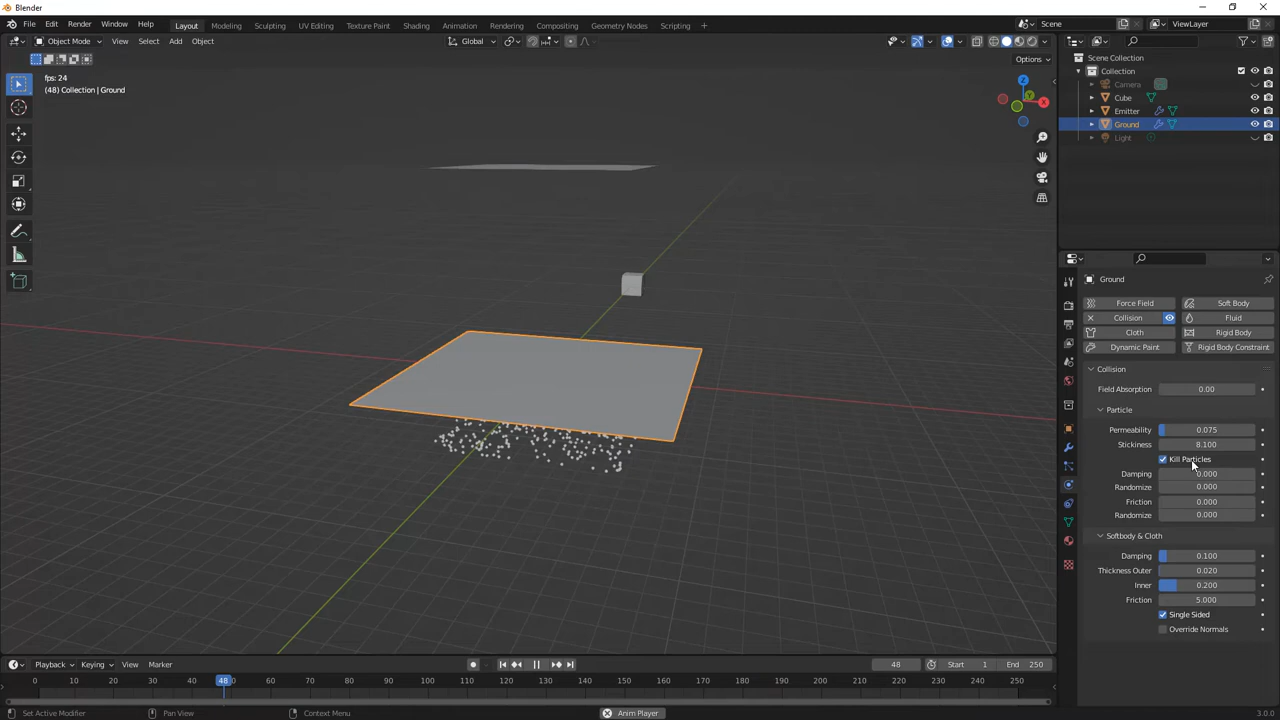 Blender
File Edit Render Window Help Layout Modeling Sculpting UV Editing Texture Paint Shading Animation Rendering Compositing Geometry Nodes Scripting + Scene ViewLayer
Object Mode View Select Add Object Global
Options
fps: 24
(48) Collection | Ground
Z
Y
X
Scene Collection
Collection
Camera
Cube
Emitter
Ground
Light
Ground
Force Field Soft Body
Collision Fluid
Cloth Rigid Body
Dynamic Paint Rigid Body Constraint
Collision
Field Absorption 0.00
Particle
Permeability 0.075
Stickiness 8.100
Kill Particles
Damping 0.000
Randomize 0.000
Friction 0.000
Randomize 0.000
Softbody & Cloth
Damping 0.100
Thickness Outer 0.020
Inner 0.200
Friction 5.000
Single Sided
Override Normals
Playback Keying View Marker 48 Start 1 End 250
0 10 20 30 40 48 50 60 70 80 90 100 110 120 130 140 150 160 170 180 190 200 210 220 230 240 250
Set Active Modifier Pan View Context Menu Anim Player 3.0.0